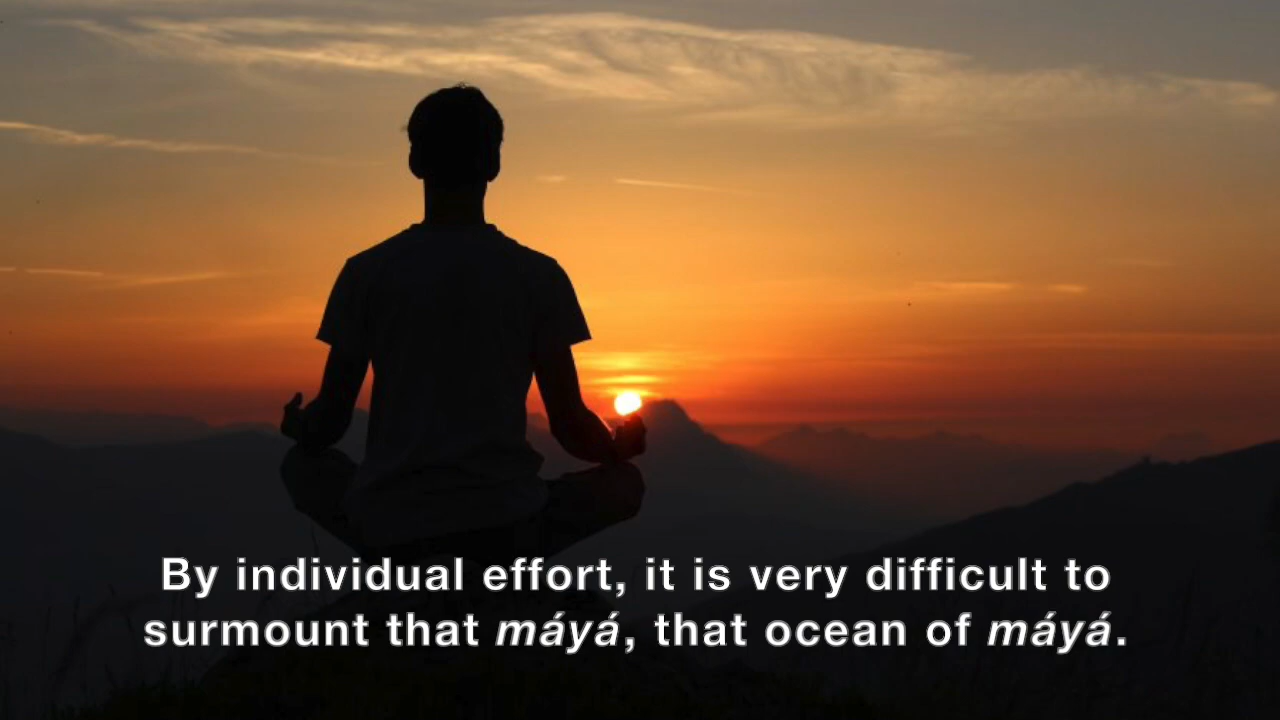 By individual effort, it is very difficult to
surmount that máyá, that ocean of máyá.